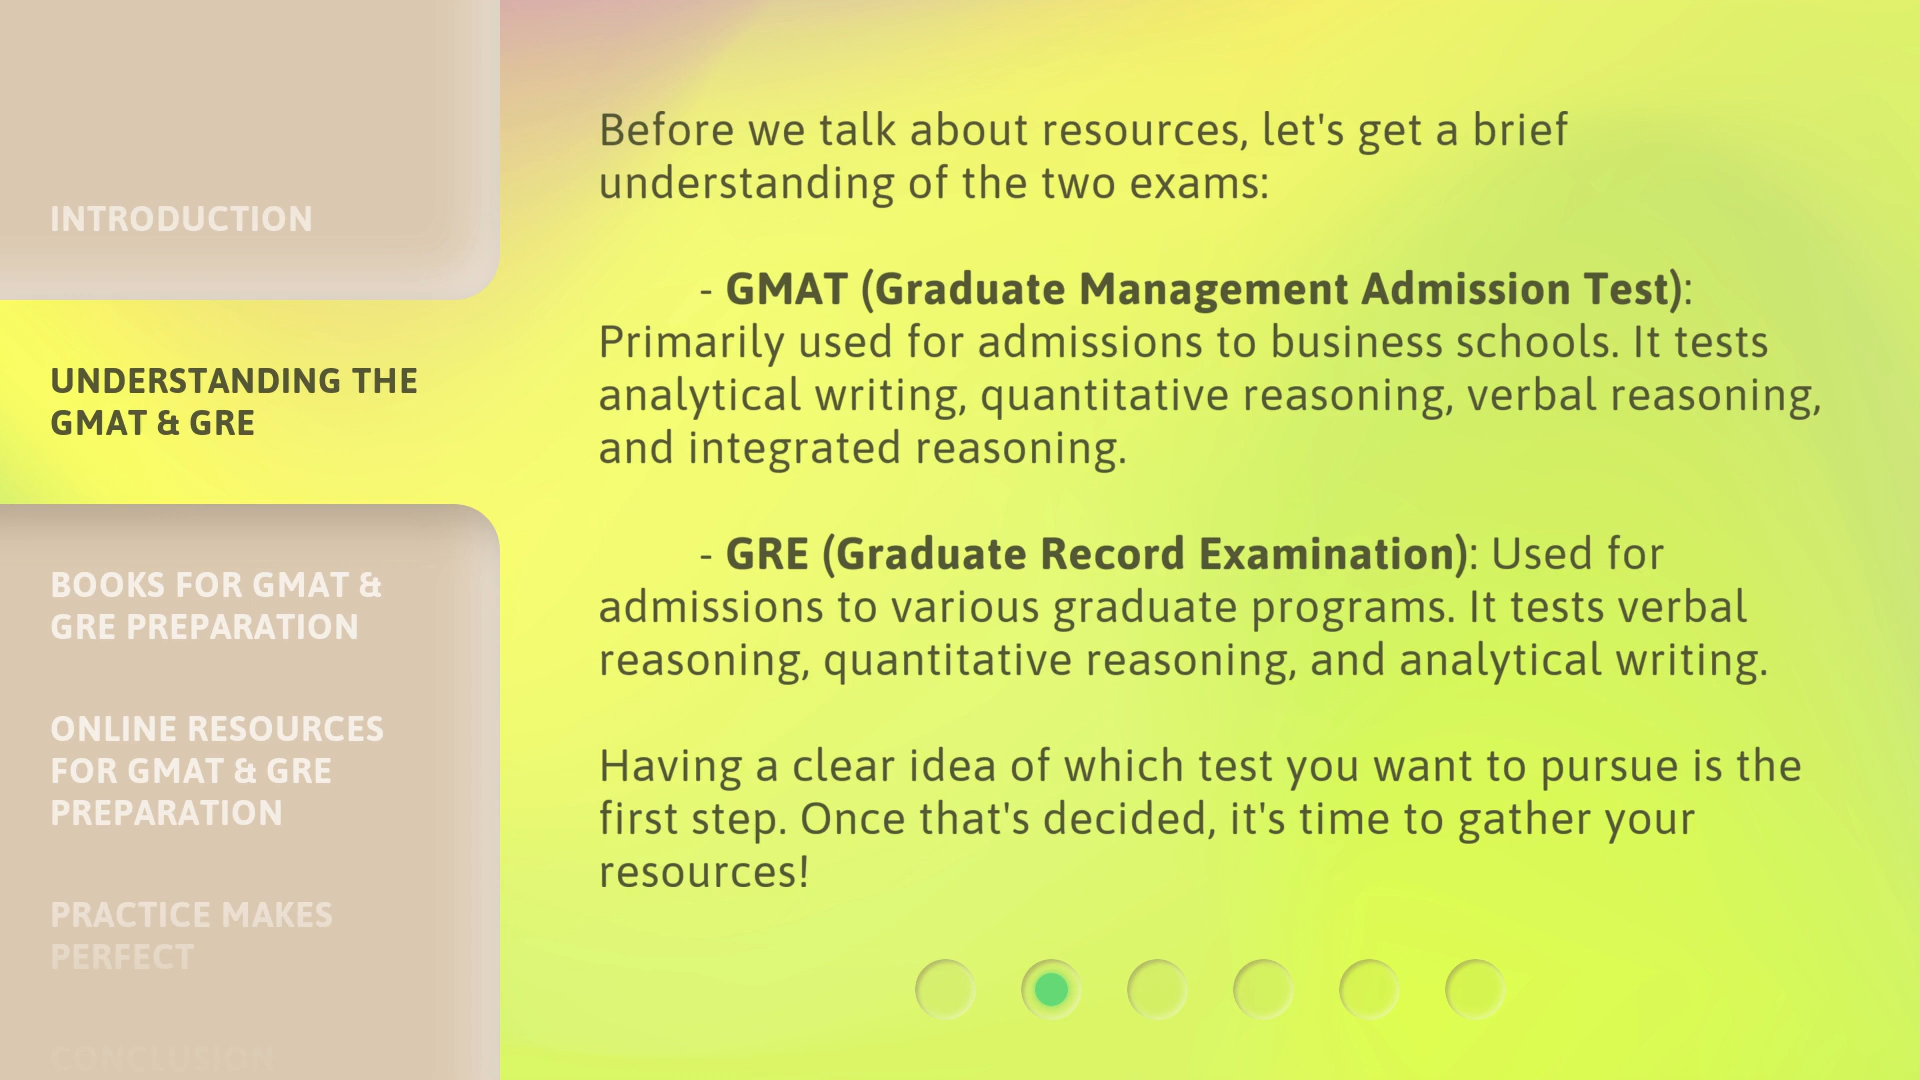 INTRODUCTION
UNDERSTANDING THE
GMAT & GRE
BOOKS FOR GMAT &
GRE PREPARATION
ONLINE RESOURCES
FOR GMAT & GRE
PREPARATION
PRACTICE MAKES
PERFECT
CONCLUSION
Before we talk about resources, let's get a brief
understanding of the two exams:
- GMAT (Graduate Management Admission Test):
Primarily used for admissions to business schools. It tests
analytical writing, quantitative reasoning, verbal reasoning,
and integrated reasoning.
- GRE (Graduate Record Examination): Used for
admissions to various graduate programs. It tests verbal
reasoning, quantitative reasoning, and analytical writing.
Having a clear idea of which test you want to pursue is the
first step. Once that's decided, it's time to gather your
resources!